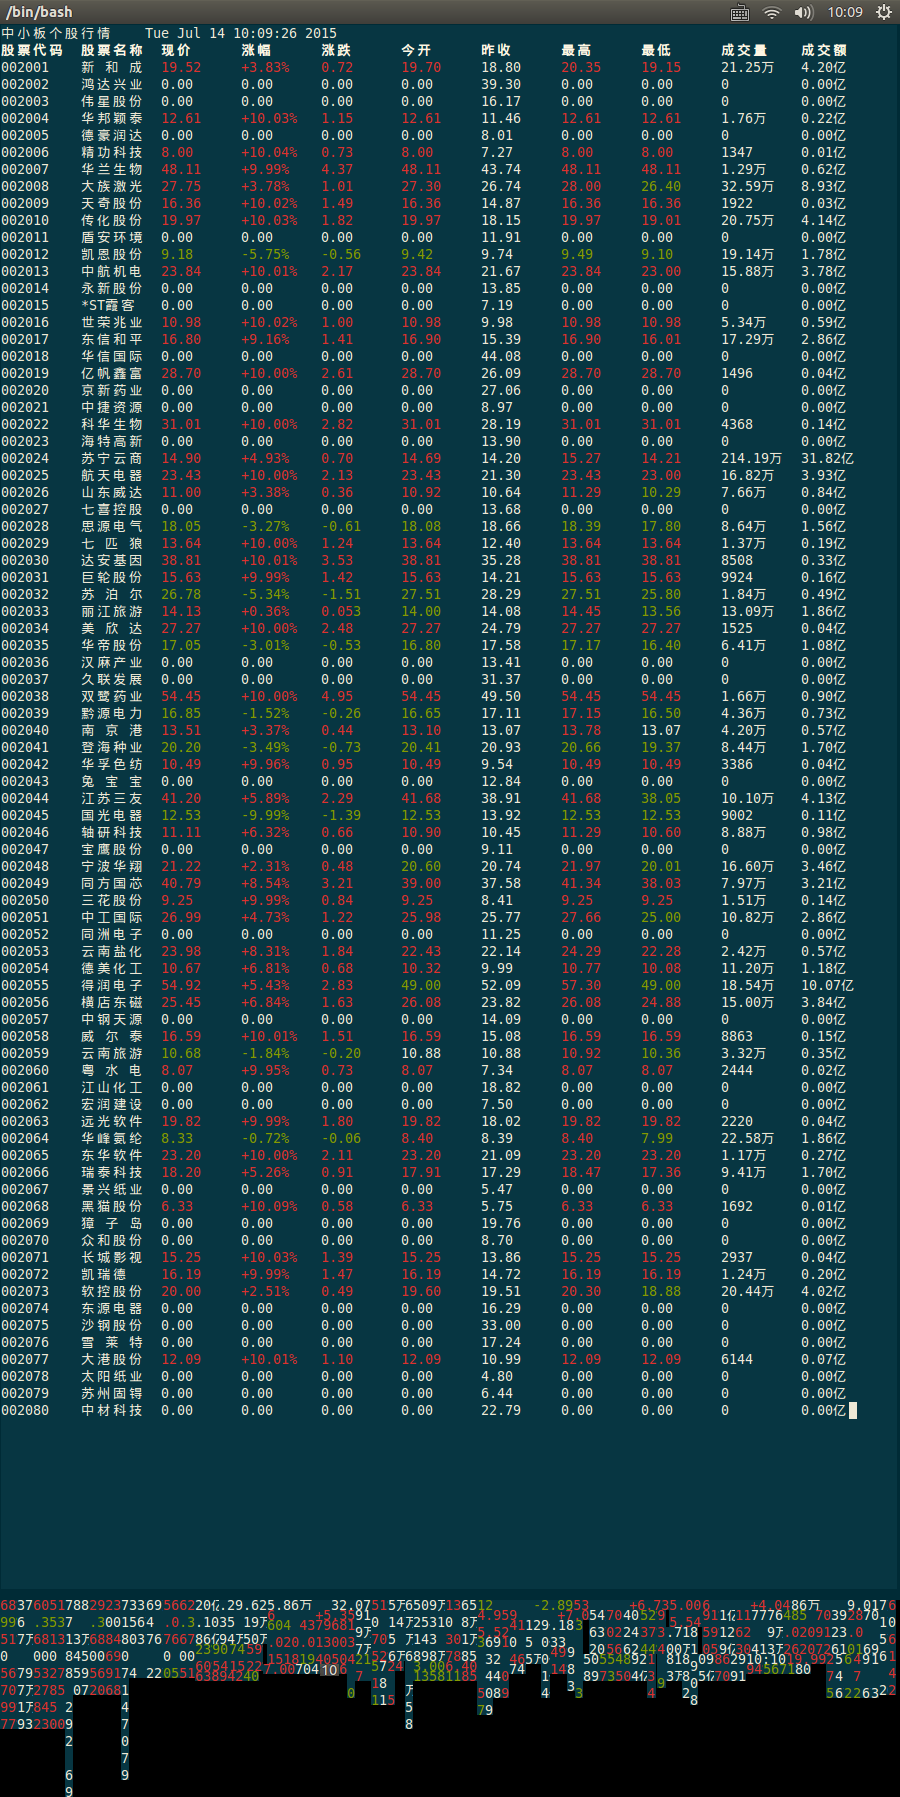 /bin/bash 10:09
中小板个股行情 Tue Jul 14 10:09:26 2015
股票代码 股票名称 现价 涨幅 涨跌 今开 昨收 最高 最低 成交量 成交额
002001 新 和 成 19.52 +3.83% 0.72 19.70 18.80 20.35 19.15 21.25万 4.20亿
002002 鸿达兴业 0.00 0.00 0.00 0.00 39.30 0.00 0.00 0 0.00亿
002003 伟星股份 0.00 0.00 0.00 0.00 16.17 0.00 0.00 0 0.00亿
002004 华邦颖泰 12.61 +10.03% 1.15 12.61 11.46 12.61 12.61 1.76万 0.22亿
002005 德豪润达 0.00 0.00 0.00 0.00 8.01 0.00 0.00 0 0.00亿
002006 精功科技 8.00 +10.04% 0.73 8.00 7.27 8.00 8.00 1347 0.01亿
002007 华兰生物 48.11 +9.99% 4.37 48.11 43.74 48.11 48.11 1.29万 0.62亿
002008 大族激光 27.75 +3.78% 1.01 27.30 26.74 28.00 26.40 32.59万 8.93亿
002009 天奇股份 16.36 +10.02% 1.49 16.36 14.87 16.36 16.36 1922 0.03亿
002010 传化股份 19.97 +10.03% 1.82 19.97 18.15 19.97 19.01 20.75万 4.14亿
002011 盾安环境 0.00 0.00 0.00 0.00 11.91 0.00 0.00 0 0.00亿
002012 凯恩股份 9.18 -5.75% -0.56 9.42 9.74 9.49 9.10 19.14万 1.78亿
002013 中航机电 23.84 +10.01% 2.17 23.84 21.67 23.84 23.00 15.88万 3.78亿
002014 永新股份 0.00 0.00 0.00 0.00 13.85 0.00 0.00 0 0.00亿
002015 *ST霞客 0.00 0.00 0.00 0.00 7.19 0.00 0.00 0 0.00亿
002016 世荣兆业 10.98 +10.02% 1.00 10.98 9.98 10.98 10.98 5.34万 0.59亿
002017 东信和平 16.80 +9.16% 1.41 16.90 15.39 16.90 16.01 17.29万 2.86亿
002018 华信国际 0.00 0.00 0.00 0.00 44.08 0.00 0.00 0 0.00亿
002019 亿帆鑫富 28.70 +10.00% 2.61 28.70 26.09 28.70 28.70 1496 0.04亿
002020 京新药业 0.00 0.00 0.00 0.00 27.06 0.00 0.00 0 0.00亿
002021 中捷资源 0.00 0.00 0.00 0.00 8.97 0.00 0.00 0 0.00亿
002022 科华生物 31.01 +10.00% 2.82 31.01 28.19 31.01 31.01 4368 0.14亿
002023 海特高新 0.00 0.00 0.00 0.00 13.90 0.00 0.00 0 0.00亿
002024 苏宁云商 14.90 +4.93% 0.70 14.69 14.20 15.27 14.21 214.19万 31.82亿
002025 航天电器 23.43 +10.00% 2.13 23.43 21.30 23.43 23.00 16.82万 3.93亿
002026 山东威达 11.00 +3.38% 0.36 10.92 10.64 11.29 10.29 7.66万 0.84亿
002027 七喜控股 0.00 0.00 0.00 0.00 13.68 0.00 0.00 0 0.00亿
002028 思源电气 18.05 -3.27% -0.61 18.08 18.66 18.39 17.80 8.64万 1.56亿
002029 七 匹 狼 13.64 +10.00% 1.24 13.64 12.40 13.64 13.64 1.37万 0.19亿
002030 达安基因 38.81 +10.01% 3.53 38.81 35.28 38.81 38.81 8508 0.33亿
002031 巨轮股份 15.63 +9.99% 1.42 15.63 14.21 15.63 15.63 9924 0.16亿
002032 苏 泊 尔 26.78 -5.34% -1.51 27.51 28.29 27.51 25.80 1.84万 0.49亿
002033 丽江旅游 14.13 +0.36% 0.053 14.00 14.08 14.45 13.56 13.09万 1.86亿
002034 美 欣 达 27.27 +10.00% 2.48 27.27 24.79 27.27 27.27 1525 0.04亿
002035 华帝股份 17.05 -3.01% -0.53 16.80 17.58 17.17 16.40 6.41万 1.08亿
002036 汉麻产业 0.00 0.00 0.00 0.00 13.41 0.00 0.00 0 0.00亿
002037 久联发展 0.00 0.00 0.00 0.00 31.37 0.00 0.00 0 0.00亿
002038 双鹭药业 54.45 +10.00% 4.95 54.45 49.50 54.45 54.45 1.66万 0.90亿
002039 黔源电力 16.85 -1.52% -0.26 16.65 17.11 17.15 16.50 4.36万 0.73亿
002040 南 京 港 13.51 +3.37% 0.44 13.10 13.07 13.78 13.07 4.20万 0.57亿
002041 登海种业 20.20 -3.49% -0.73 20.41 20.93 20.66 19.37 8.44万 1.70亿
002042 华孚色纺 10.49 +9.96% 0.95 10.49 9.54 10.49 10.49 3386 0.04亿
002043 兔 宝 宝 0.00 0.00 0.00 0.00 12.84 0.00 0.00 0 0.00亿
002044 江苏三友 41.20 +5.89% 2.29 41.68 38.91 41.68 38.05 10.10万 4.13亿
002045 国光电器 12.53 -9.99% -1.39 12.53 13.92 12.53 12.53 9002 0.11亿
002046 轴研科技 11.11 +6.32% 0.66 10.90 10.45 11.29 10.60 8.88万 0.98亿
002047 宝鹰股份 0.00 0.00 0.00 0.00 9.11 0.00 0.00 0 0.00亿
002048 宁波华翔 21.22 +2.31% 0.48 20.60 20.74 21.97 20.01 16.60万 3.46亿
002049 同方国芯 40.79 +8.54% 3.21 39.00 37.58 41.34 38.03 7.97万 3.21亿
002050 三花股份 9.25 +9.99% 0.84 9.25 8.41 9.25 9.25 1.51万 0.14亿
002051 中工国际 26.99 +4.73% 1.22 25.98 25.77 27.66 25.00 10.82万 2.86亿
002052 同洲电子 0.00 0.00 0.00 0.00 11.25 0.00 0.00 0 0.00亿
002053 云南盐化 23.98 +8.31% 1.84 22.43 22.14 24.29 22.28 2.42万 0.57亿
002054 德美化工 10.67 +6.81% 0.68 10.32 9.99 10.77 10.08 11.20万 1.18亿
002055 得润电子 54.92 +5.43% 2.83 49.00 52.09 57.30 49.00 18.54万 10.07亿
002056 横店东磁 25.45 +6.84% 1.63 26.08 23.82 26.08 24.88 15.00万 3.84亿
002057 中钢天源 0.00 0.00 0.00 0.00 14.09 0.00 0.00 0 0.00亿
002058 威 尔 泰 16.59 +10.01% 1.51 16.59 15.08 16.59 16.59 8863 0.15亿
002059 云南旅游 10.68 -1.84% -0.20 10.88 10.88 10.92 10.36 3.32万 0.35亿
002060 粤 水 电 8.07 +9.95% 0.73 8.07 7.34 8.07 8.07 2444 0.02亿
002061 江山化工 0.00 0.00 0.00 0.00 18.82 0.00 0.00 0 0.00亿
002062 宏润建设 0.00 0.00 0.00 0.00 7.50 0.00 0.00 0 0.00亿
002063 远光软件 19.82 +9.99% 1.80 19.82 18.02 19.82 19.82 2220 0.04亿
002064 华峰氨纶 8.33 -0.72% -0.06 8.40 8.39 8.40 7.99 22.58万 1.86亿
002065 东华软件 23.20 +10.00% 2.11 23.20 21.09 23.20 23.20 1.17万 0.27亿
002066 瑞泰科技 18.20 +5.26% 0.91 17.91 17.29 18.47 17.36 9.41万 1.70亿
002067 景兴纸业 0.00 0.00 0.00 0.00 5.47 0.00 0.00 0 0.00亿
002068 黑猫股份 6.33 +10.09% 0.58 6.33 5.75 6.33 6.33 1692 0.01亿
002069 獐 子 岛 0.00 0.00 0.00 0.00 19.76 0.00 0.00 0 0.00亿
002070 众和股份 0.00 0.00 0.00 0.00 8.70 0.00 0.00 0 0.00亿
002071 长城影视 15.25 +10.03% 1.39 15.25 13.86 15.25 15.25 2937 0.04亿
002072 凯瑞德 16.19 +9.99% 1.47 16.19 14.72 16.19 16.19 1.24万 0.20亿
002073 软控股份 20.00 +2.51% 0.49 19.60 19.51 20.30 18.88 20.44万 4.02亿
002074 东源电器 0.00 0.00 0.00 0.00 16.29 0.00 0.00 0 0.00亿
002075 沙钢股份 0.00 0.00 0.00 0.00 33.00 0.00 0.00 0 0.00亿
002076 雪 莱 特 0.00 0.00 0.00 0.00 17.24 0.00 0.00 0 0.00亿
002077 大港股份 12.09 +10.01% 1.10 12.09 10.99 12.09 12.09 6144 0.07亿
002078 太阳纸业 0.00 0.00 0.00 0.00 4.80 0.00 0.00 0 0.00亿
002079 苏州固锝 0.00 0.00 0.00 0.00 6.44 0.00 0.00 0 0.00亿
002080 中材科技 0.00 0.00 0.00 0.00 22.79 0.00 0.00 0 0.00亿